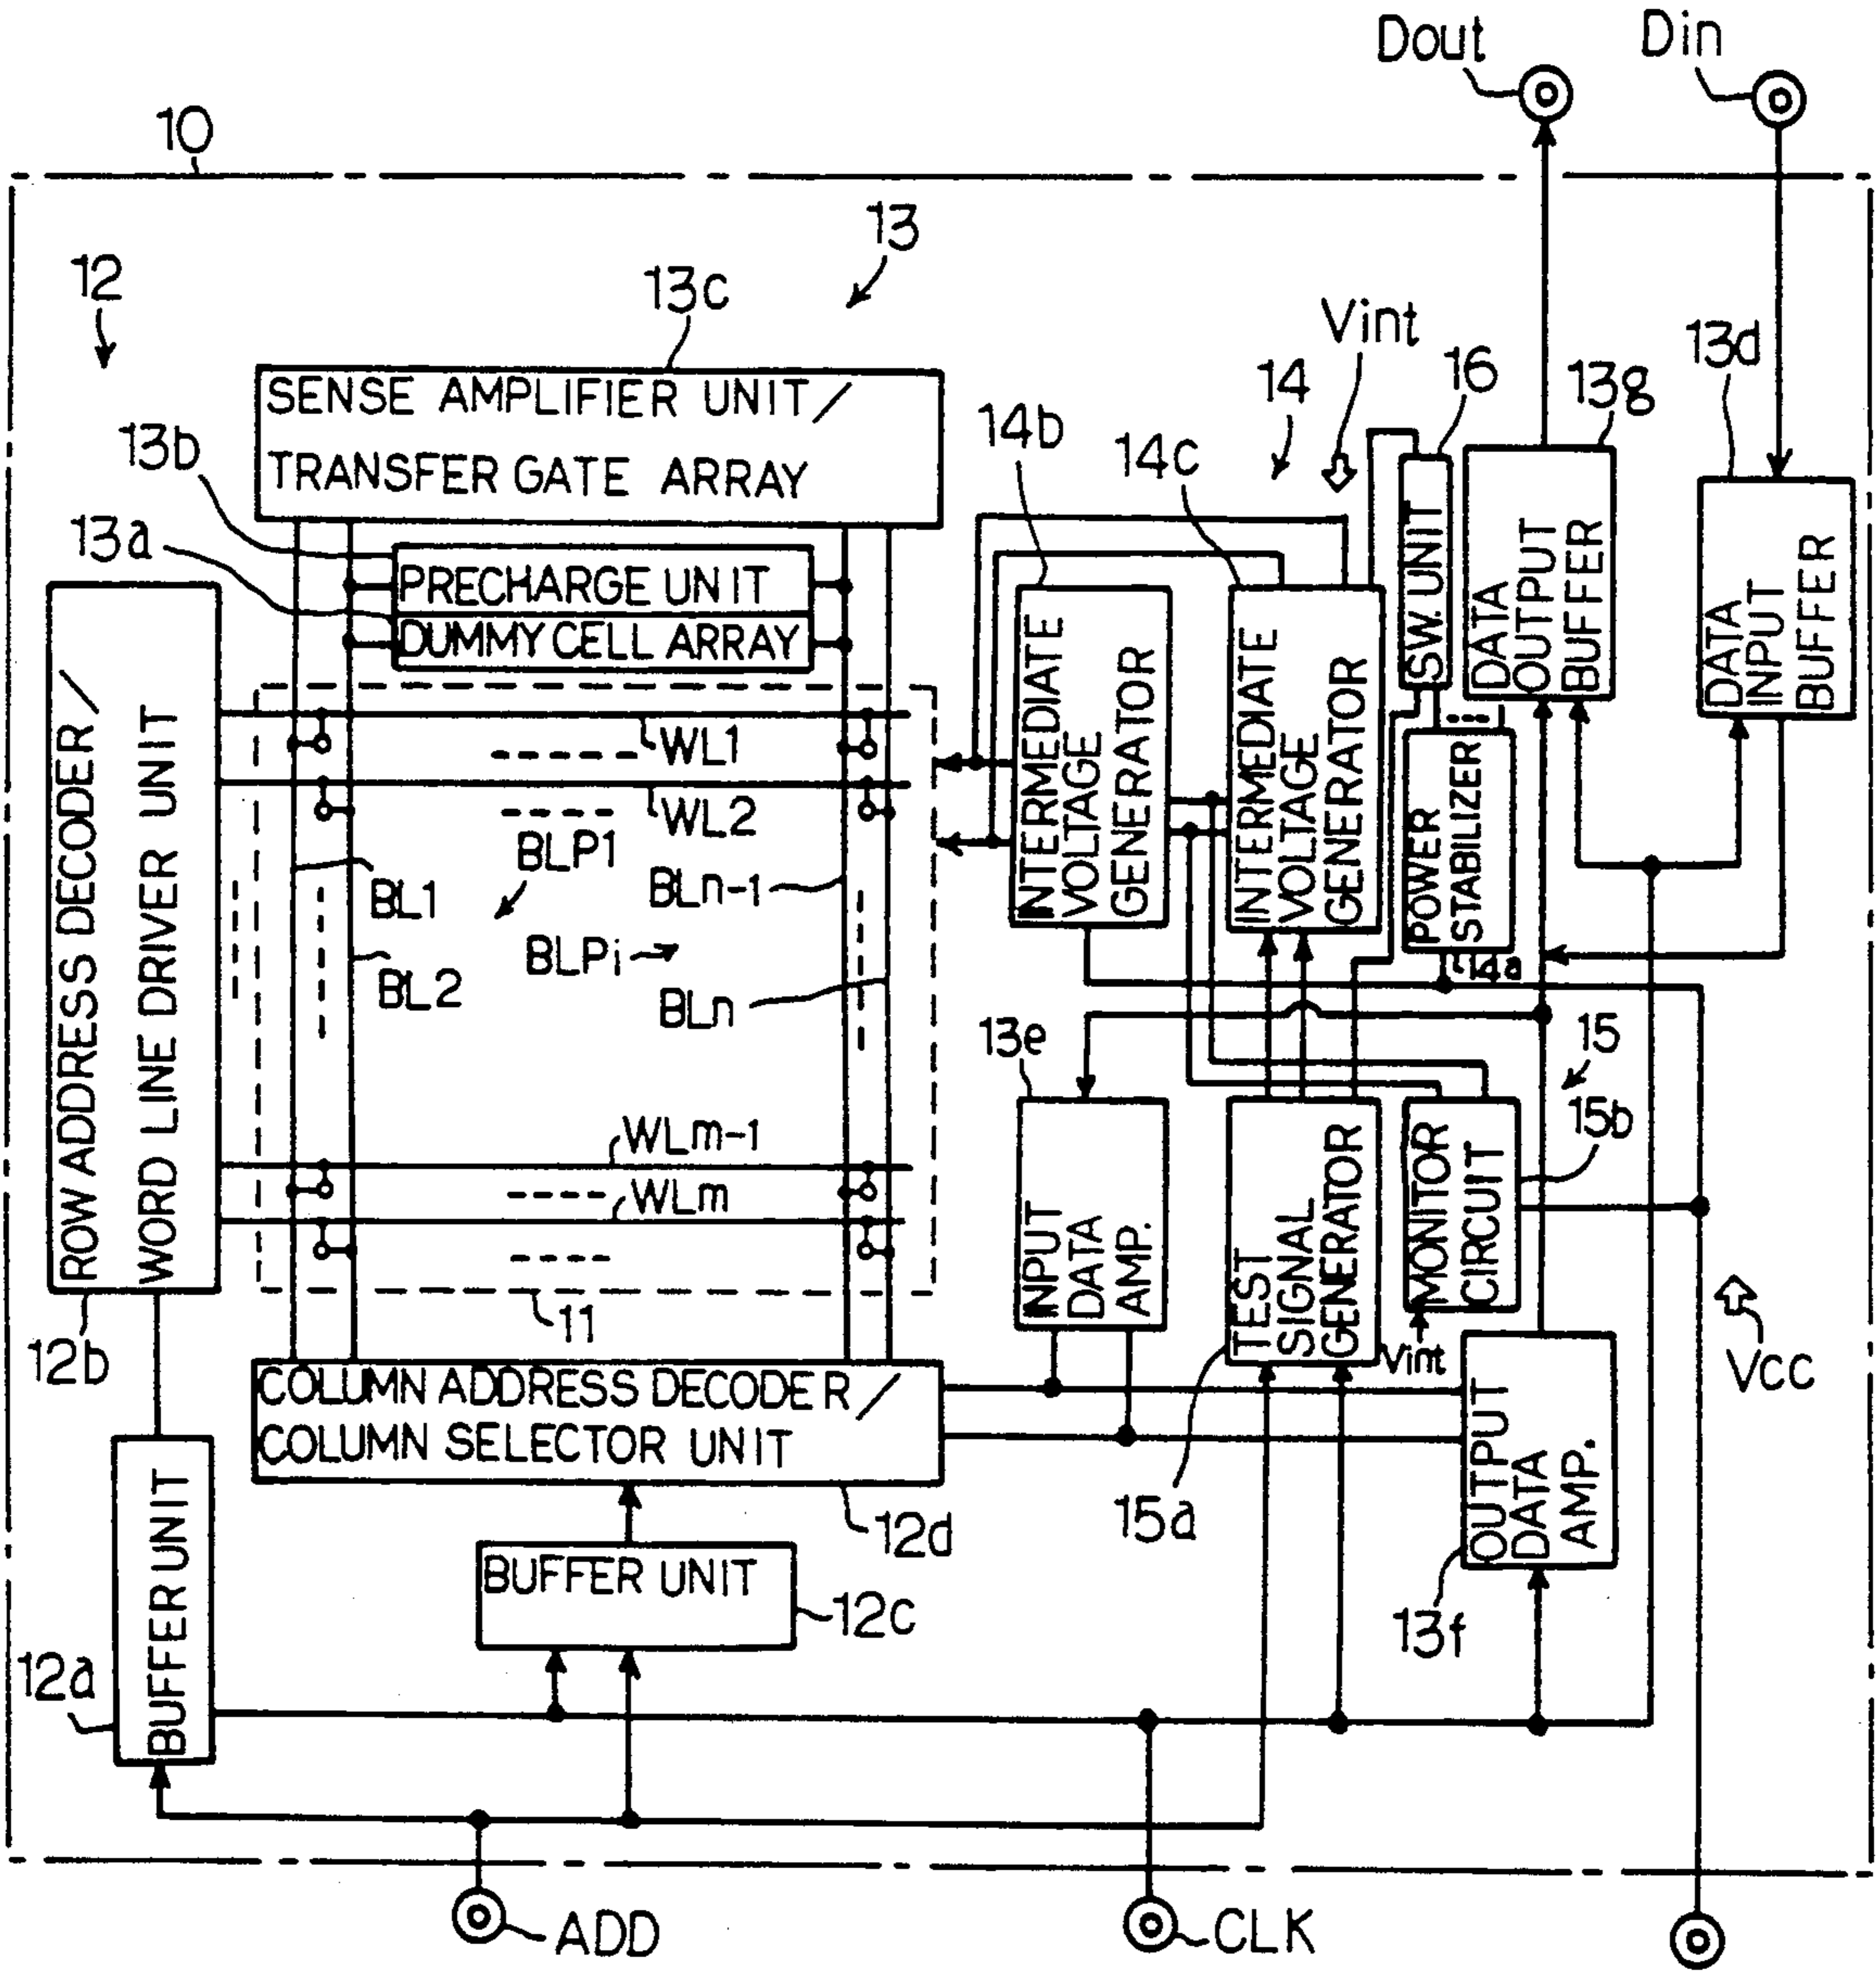 Dout
Din
10
13
12
13c
Vint
14
16
13g
13d
SENSE AMPLIFIER UNIT/
TRANSFER GATE ARRAY
13b
13a
14b
14c
PRECHARGE UNIT
DUMMY CELL ARRAY
SW. UNIT
DATA
OUTPUT
BUFFER
DATA
INPUT
BUFFER
ROW ADDRESS DECODER/
WORD LINE DRIVER UNIT
WL1
WL2
BLP1
BL1
BLn-1
BLPi
BL2
BLn
INTERMEDIATE
VOLTAGE
GENERATOR
INTERMEDIATE
VOLTAGE
GENERATOR
POWER
STABILIZER
14a
13e
15
15b
WLm-1
WLm
INPUT
DATA
AMP.
TEST
SIGNAL
GENERATOR
MONITOR
CIRCUIT
11
12b
Vint
VCC
COLUMN ADDRESS DECODER/
COLUMN SELECTOR UNIT
OUTPUT
DATA
AMP.
15a
12d
BUFFER UNIT
BUFFER UNIT
12c
13f
12a
ADD
CLK